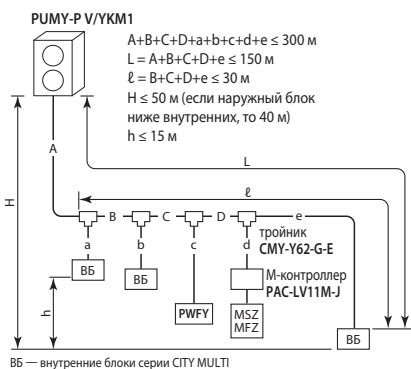 PUMY-P V/YKM1
A+B+C+D+a+b+c+d+e ≤ 300 м
L = A+B+C+D+e ≤ 150 м
ℓ = B+C+D+e ≤ 30 м
H ≤ 50 м (если наружный блок
ниже внутренних, то 40 м)
h ≤ 15 м
A
L
H
ℓ
B
C
D
e
тройник
CMY-Y62-G-E
a
b
c
d
М-контроллер
PAC-LV11M-J
ВБ
ВБ
h
PWFY
MSZ
MFZ
ВБ
ВБ — внутренние блоки серии CITY MULTI